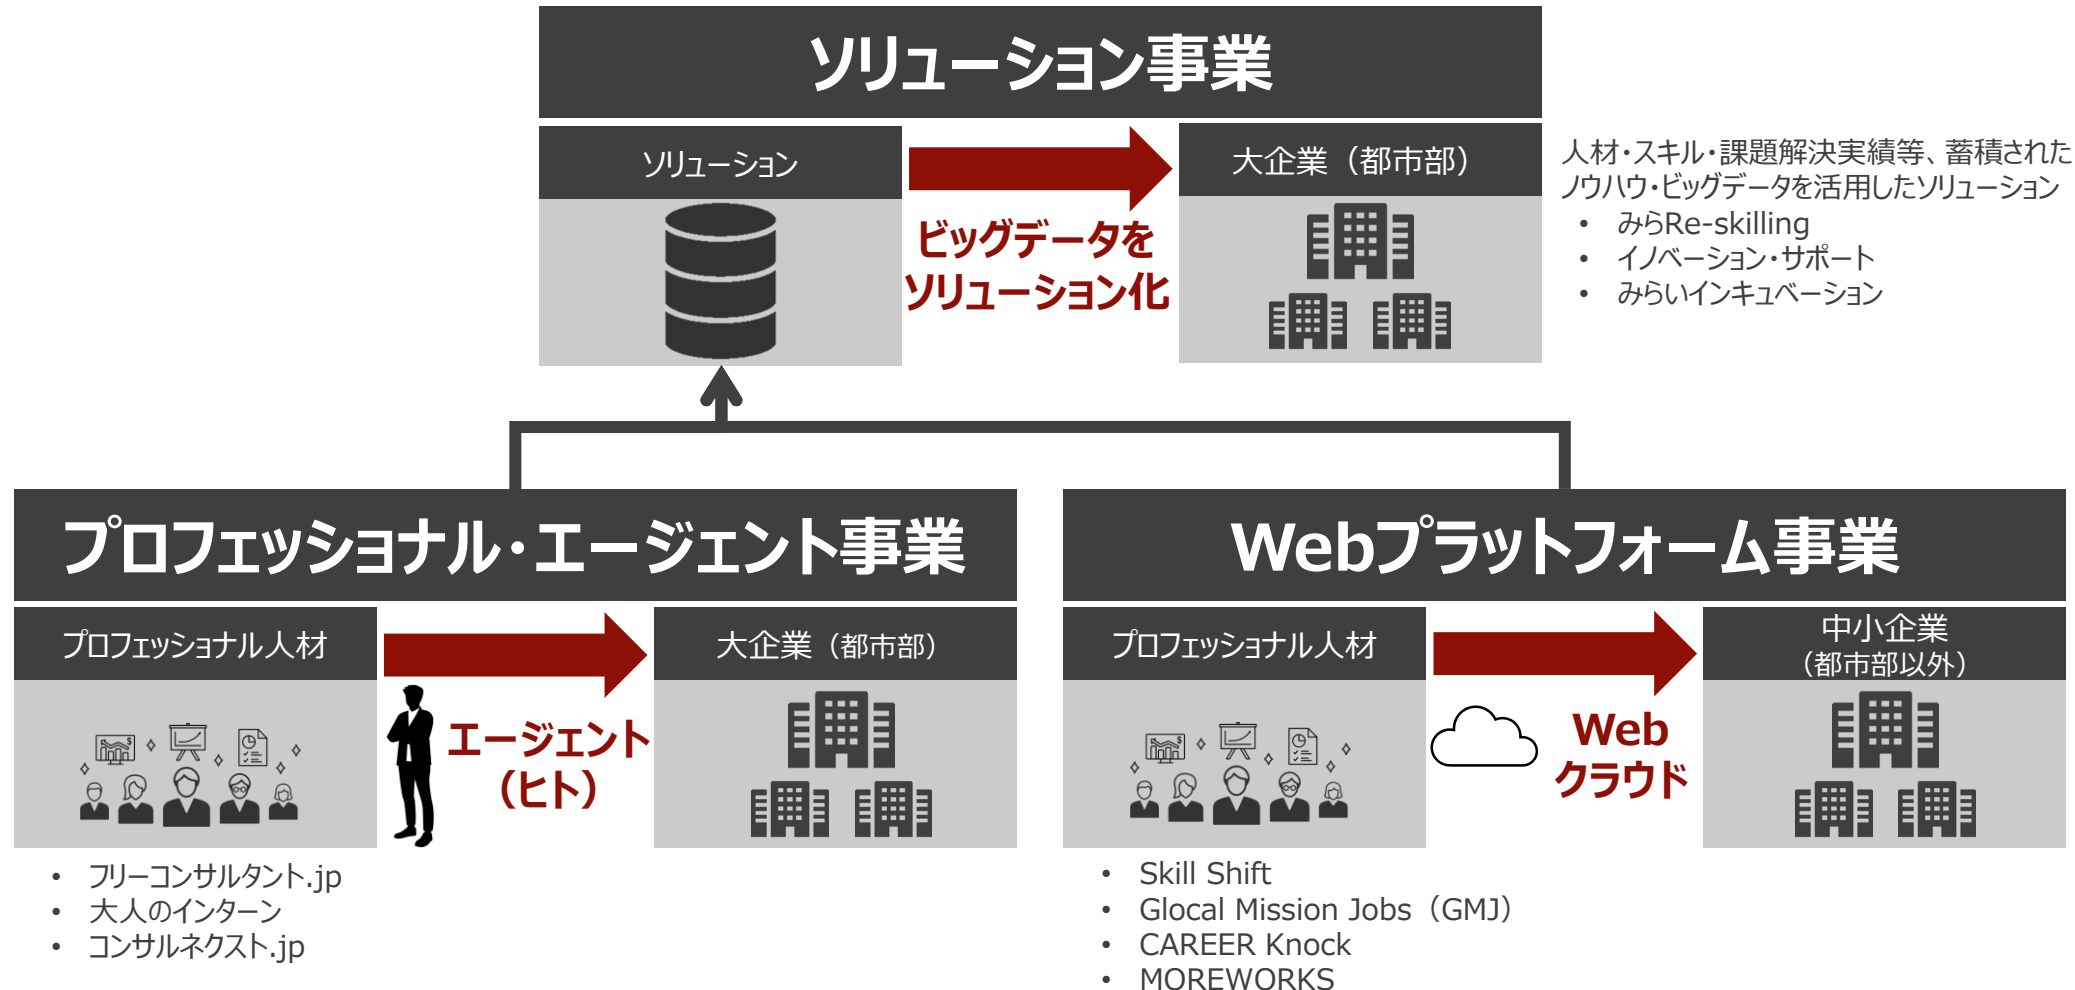 ソリューション事業
ソリューション
大企業（都市部）
ビッグデータを
ソリューション化
人材・スキル・課題解決実績等、蓄積された
ノウハウ・ビッグデータを活用したソリューション
• みらRe-skilling
• イノベーション・サポート
• みらいインキュベーション
プロフェッショナル・エージェント事業
プロフェッショナル人材
大企業（都市部）
エージェント
（ヒト）
• フリーコンサルタント.jp
• 大人のインターン
• コンサルネクスト.jp
Webプラットフォーム事業
プロフェッショナル人材
中小企業
（都市部以外）
Web
クラウド
• Skill Shift
• Glocal Mission Jobs（GMJ）
• CAREER Knock
• MOREWORKS